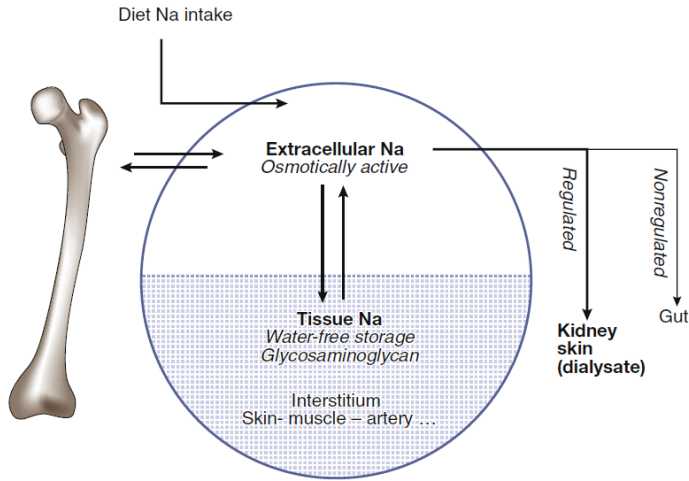 Diet Na intake
Extracellular Na
Osmotically active
Regulated
Nonregulated
Tissue Na
Water-free storage
Glycosaminoglycan
Interstitium
Skin- muscle – artery ...
Kidney
skin
(dialysate)
Gut